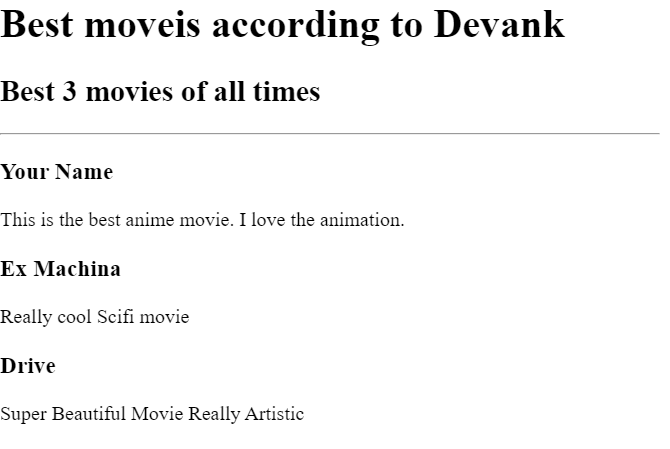 Best moveis according to Devank
Best 3 movies of all times
Your Name
This is the best anime movie. I love the animation.
Ex Machina
Really cool Scifi movie
Drive
Super Beautiful Movie Really Artistic